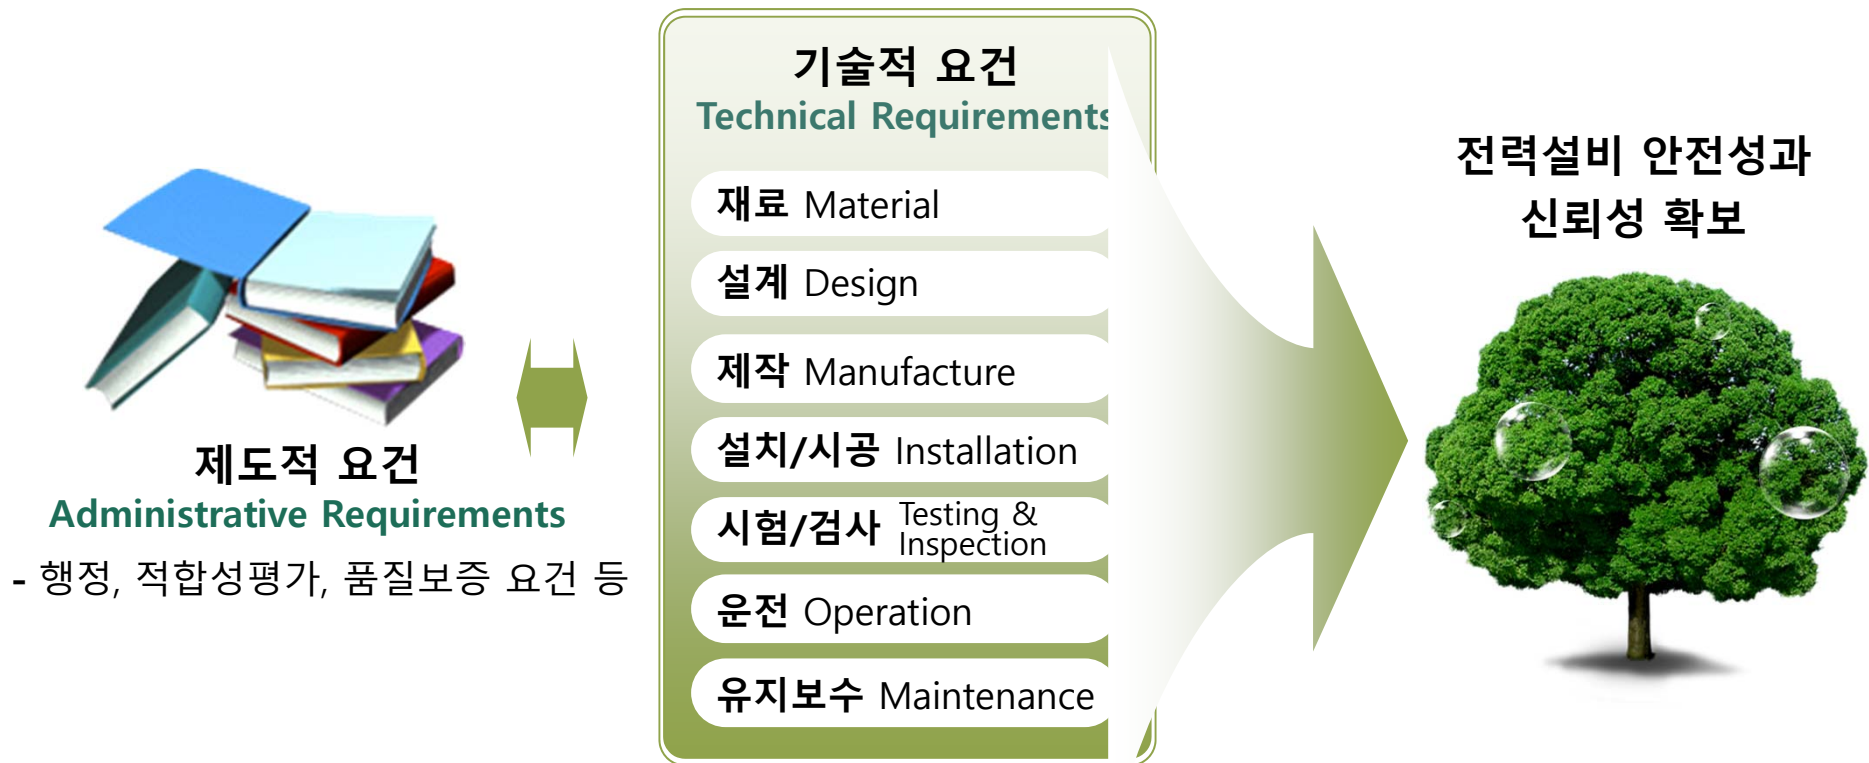 제도적 요건
Administrative Requirements
- 행정, 적합성평가, 품질보증 요건 등
기술적 요건
Technical Requirements
재료 Material
설계 Design
제작 Manufacture
설치/시공 Installation
시험/검사 Testing &
Inspection
운전 Operation
유지보수 Maintenance
전력설비 안전성과
신뢰성 확보